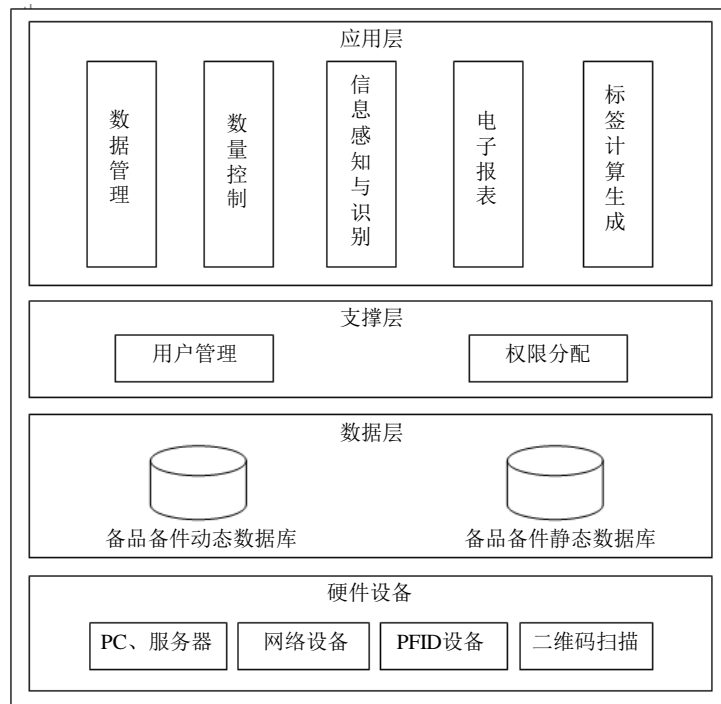 应用层
数据管理
数量控制
信息感知与识别
电子报表
标签计算生成
支撑层
用户管理
权限分配
数据层
备品备件动态数据库
备品备件静态数据库
硬件设备
PC、服务器
网络设备
PFID设备
二维码扫描